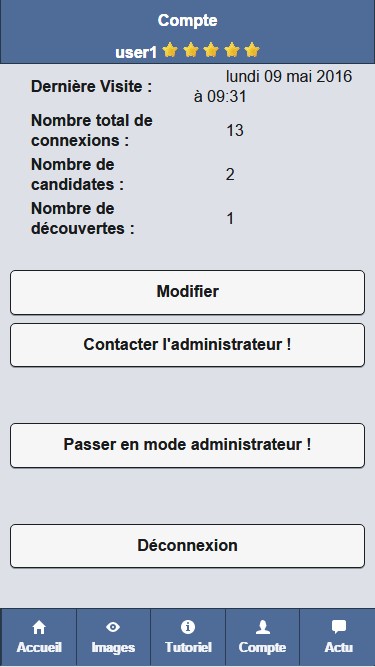 Compte
user1
Dernière Visite : lundi 09 mai 2016
à 09:31
Nombre total de
connexions : 13
Nombre de
candidates : 2
Nombre de
découvertes : 1
Modifier
Contacter l'administrateur !
Passer en mode administrateur !
Déconnexion
Accueil Images Tutoriel Compte Actu